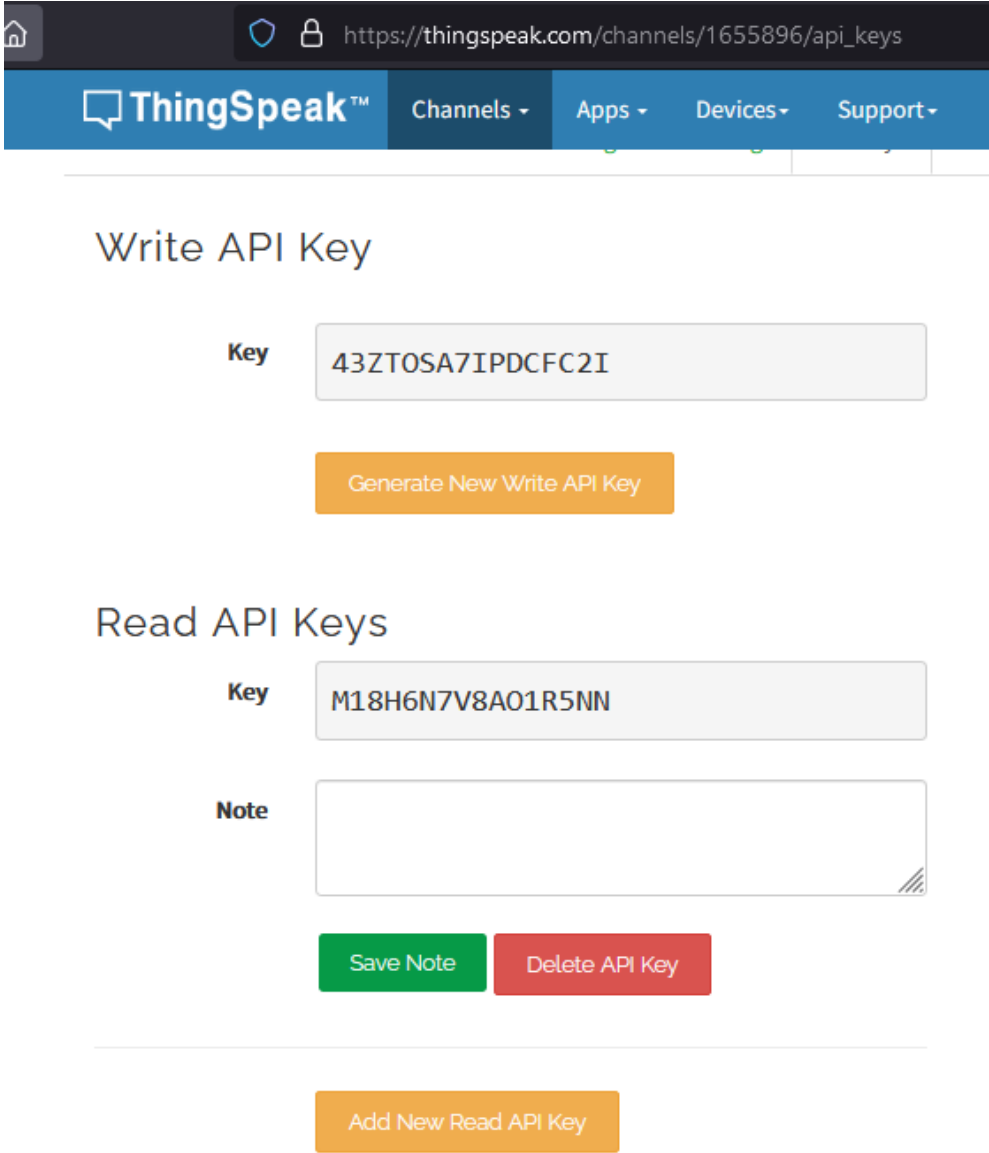 https://thingspeak.com/channels/1655896/api_keys
ThingSpeak™ Channels Apps Devices Support
Write API Key
Key 43ZTOSA7IPDCFC2I
Generate New Write API Key
Read API Keys
Key M18H6N7V8AO1R5NN
Note
Save Note Delete API Key
Add New Read API Key